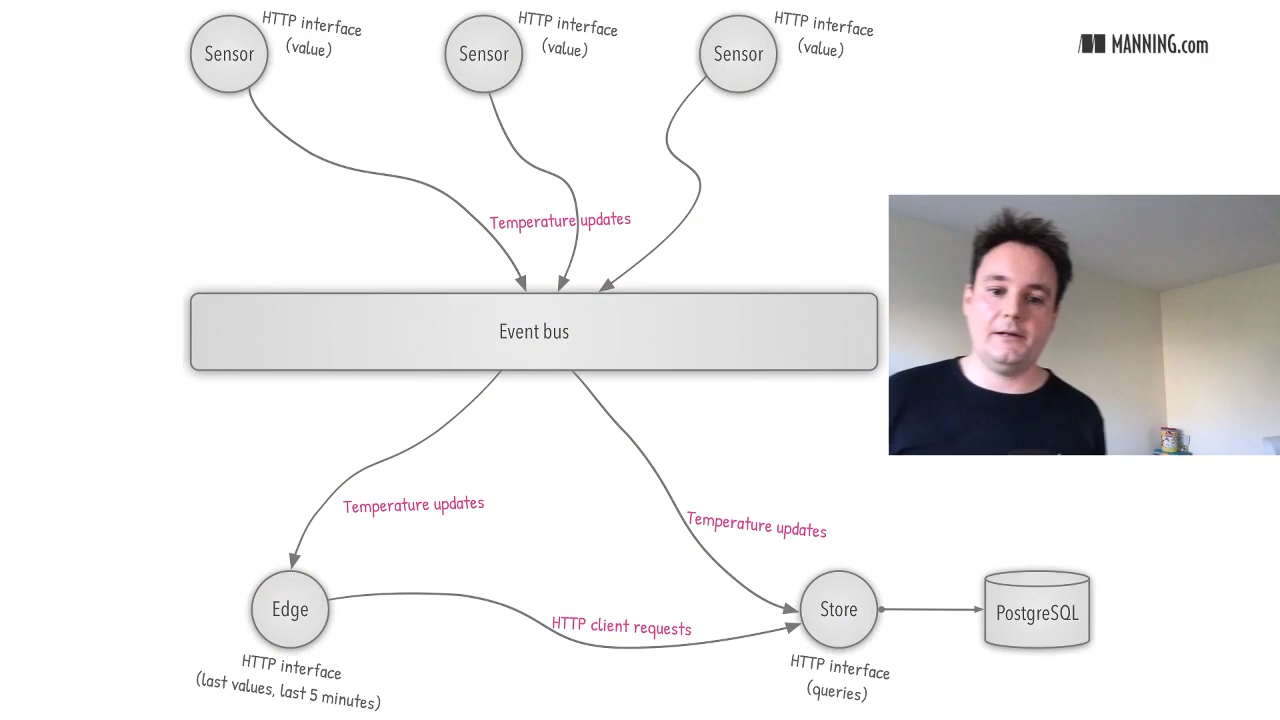 HTTP interface
(value)
HTTP interface
(value)
HTTP interface
(value)
Sensor
Sensor
Sensor
MANNING.com
Temperature updates
Event bus
Temperature updates
Temperature updates
Edge
Store
PostgreSQL
HTTP client requests
HTTP interface
(last values, last 5 minutes)
HTTP interface
(queries)